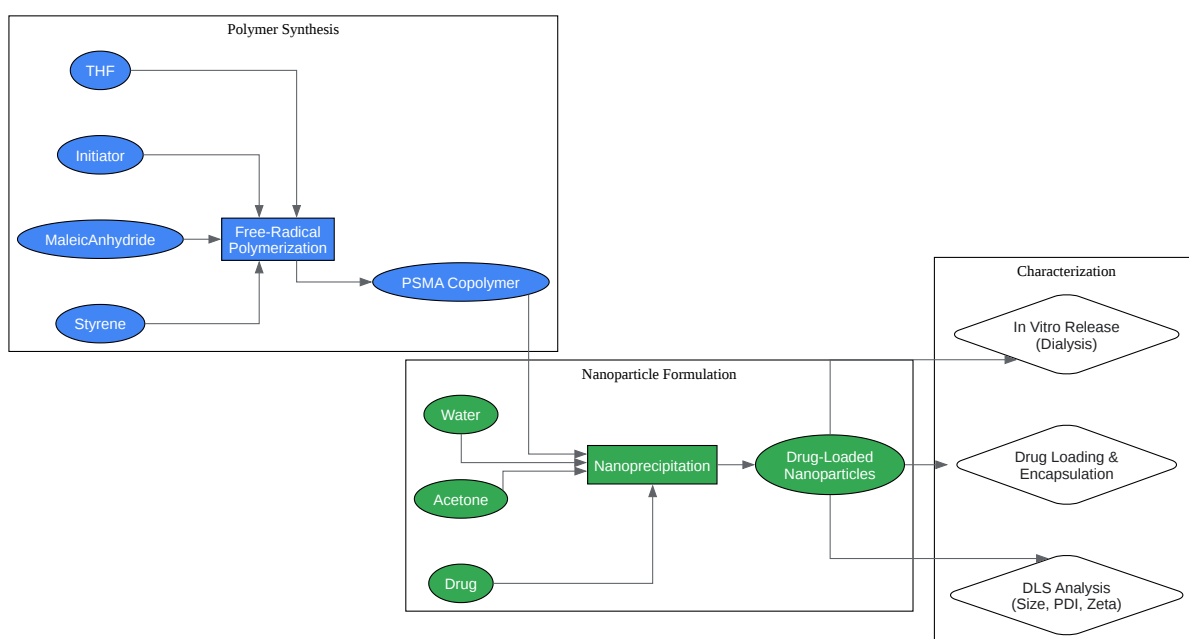 Polymer Synthesis
THF
Initiator
MaleicAnhydride
Free-Radical
Polymerization
Styrene
PSMA Copolymer
Nanoparticle Formulation
Water
Acetone
Drug
Nanoprecipitation
Drug-Loaded
Nanoparticles
Characterization
In Vitro Release
(Dialysis)
Drug Loading &
Encapsulation
DLS Analysis
(Size, PDI, Zeta)